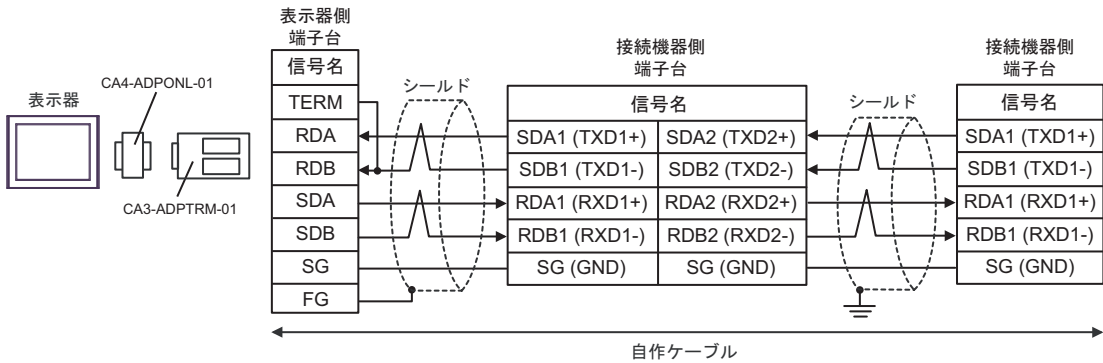 表示器
CA4-ADPONL-01
CA3-ADPTRM-01
表示器側
端子台
信号名
TERM
RDA
RDB
SDA
SDB
SG
FG
シールド
接続機器側
端子台
信号名
SDA1 (TXD1+) SDA2 (TXD2+)
SDB1 (TXD1-) SDB2 (TXD2-)
RDA1 (RXD1+) RDA2 (RXD2+)
RDB1 (RXD1-) RDB2 (RXD2-)
SG (GND) SG (GND)
シールド
接続機器側
端子台
信号名
SDA1 (TXD1+)
SDB1 (TXD1-)
RDA1 (RXD1+)
RDB1 (RXD1-)
SG (GND)
自作ケーブル